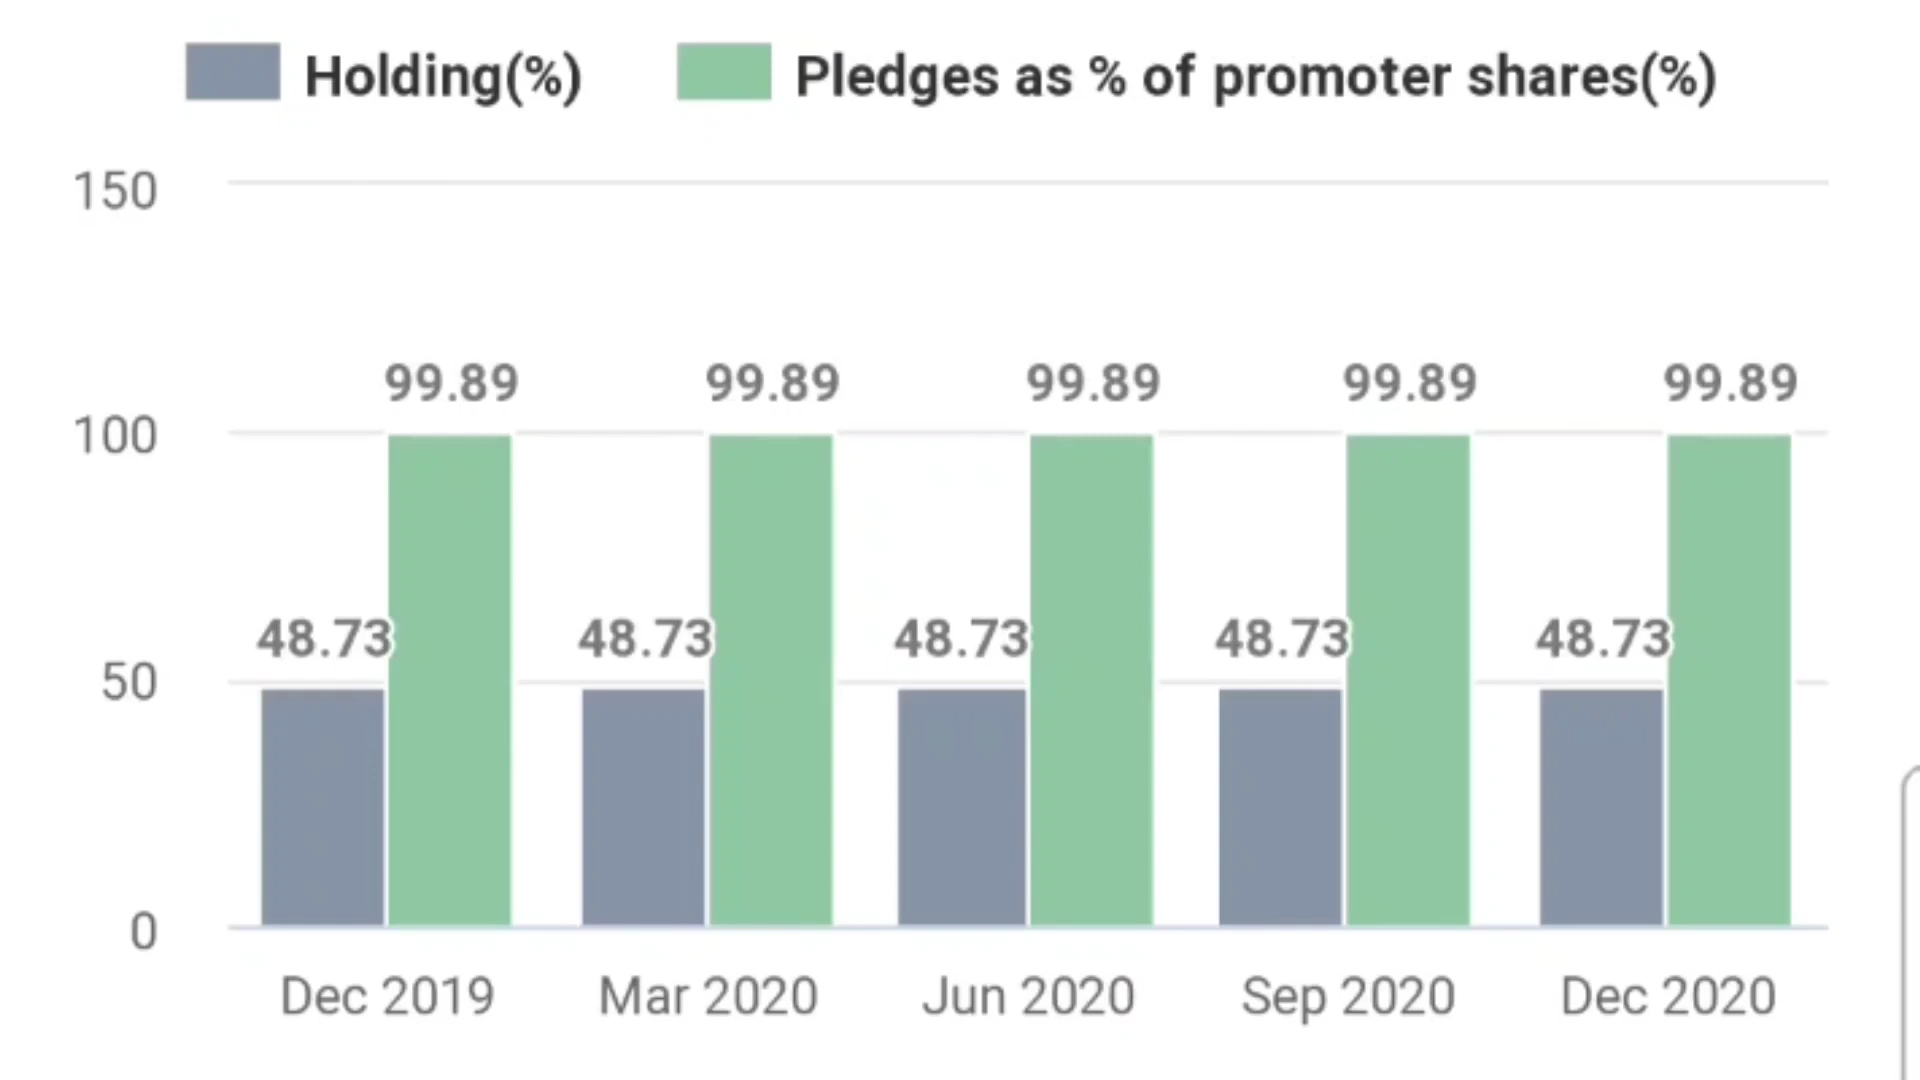 Holding(%) Pledges as % of promoter shares(%)
150
99.89 99.89 99.89 99.89 99.89
100
48.73 48.73 48.73 48.73 48.73
50
0
Dec 2019 Mar 2020 Jun 2020 Sep 2020 Dec 2020